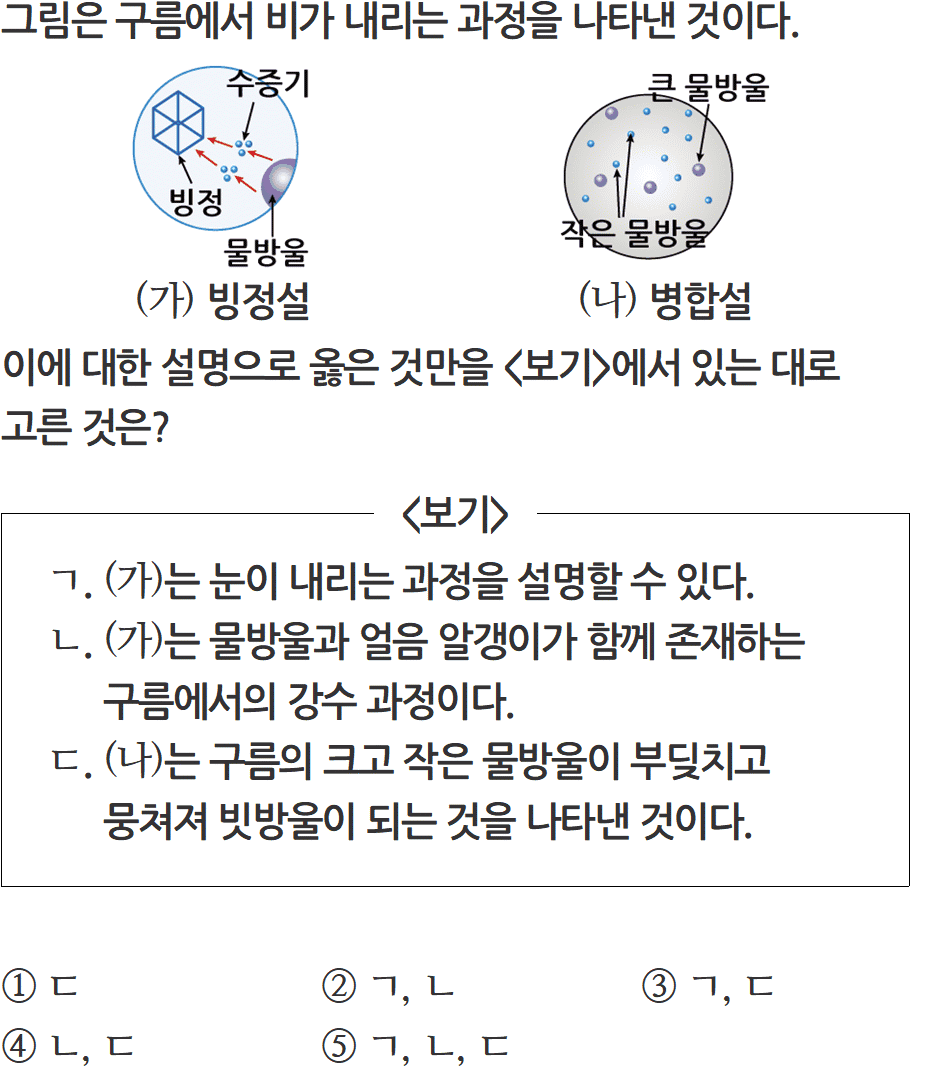 그림은 구름에서 비가 내리는 과정을 나타낸 것이다.
수증기
빙정
물방울
(가) 빙정설
큰 물방울
작은 물방울
(나) 병합설
이에 대한 설명으로 옳은 것만을 <보기>에서 있는 대로
고른 것은?
<보기>
ㄱ. (가)는 눈이 내리는 과정을 설명할 수 있다.
ㄴ. (가)는 물방울과 얼음 알갱이가 함께 존재하는
구름에서의 강수 과정이다.
ㄷ. (나)는 구름의 크고 작은 물방울이 부딪치고
뭉쳐져 빗방울이 되는 것을 나타낸 것이다.
① ㄷ ② ㄱ, ㄴ ③ ㄱ, ㄷ
④ ㄴ, ㄷ ⑤ ㄱ, ㄴ, ㄷ